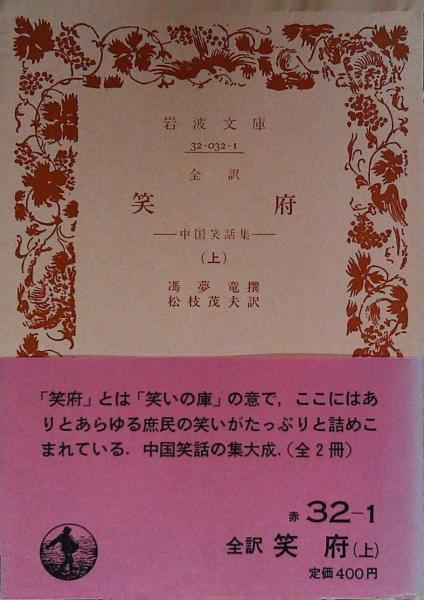 岩波文庫
32-032-1
全訳
笑府
—中国笑話集—
(上)
馮夢竜撰
松枝茂夫訳
「笑府」とは「笑いの庫」の意で，ここにはあ
りとあらゆる庶民の笑いがたっぷりと詰めこ
まれている．中国笑話の集大成．（全2冊）
赤 32-1
全訳 笑府(上)
定価400円